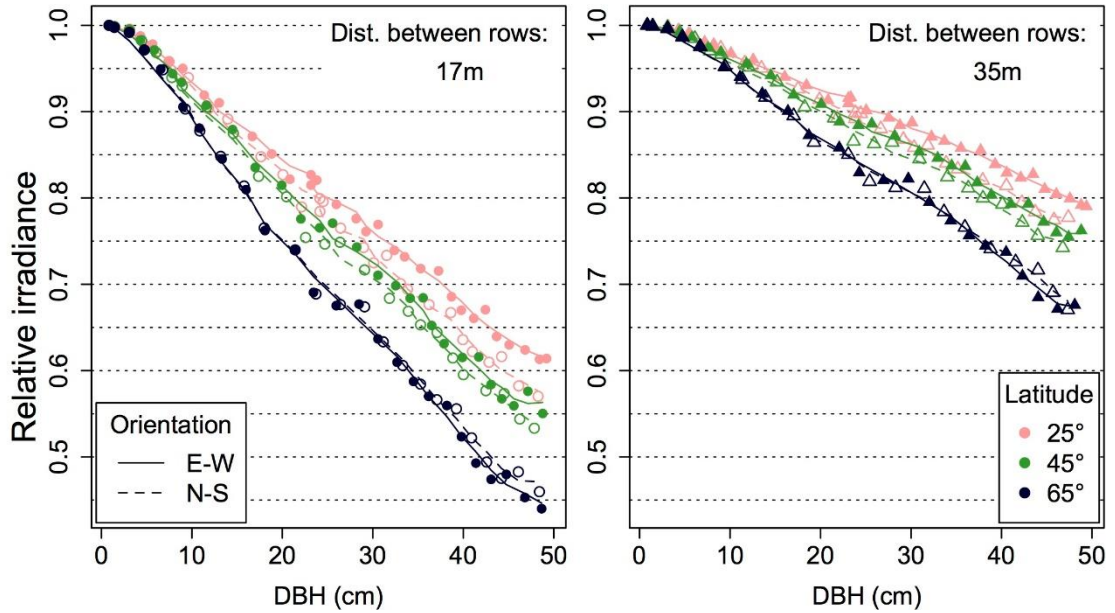 Relative irradiance
1.0
0.9
0.8
0.7
0.6
0.5
Dist. between rows:
17m
Orientation
E-W
N-S
0 10 20 30 40 50
DBH (cm)
1.0
0.9
0.8
0.7
0.6
0.5
Dist. between rows:
35m
Latitude
25°
45°
65°
0 10 20 30 40 50
DBH (cm)